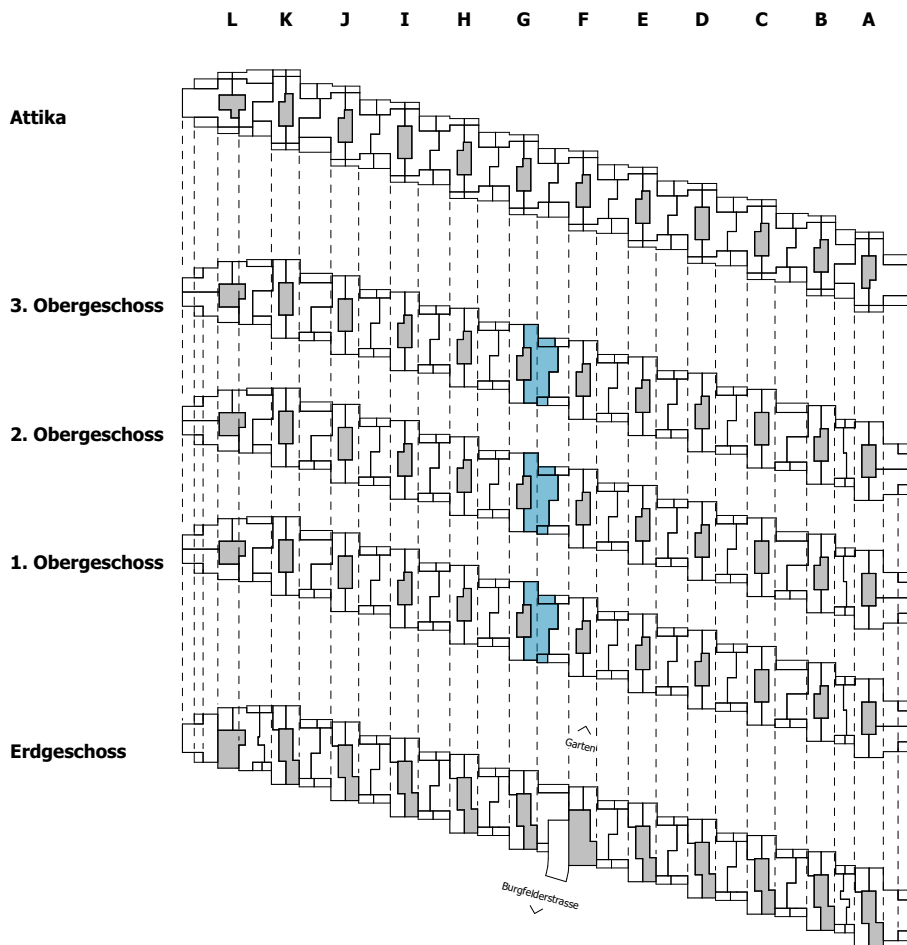 L K J I H G F E D C B A
Attika
3. Obergeschoss
2. Obergeschoss
1. Obergeschoss
Garten
Erdgeschoss
Burgfelderstrasse